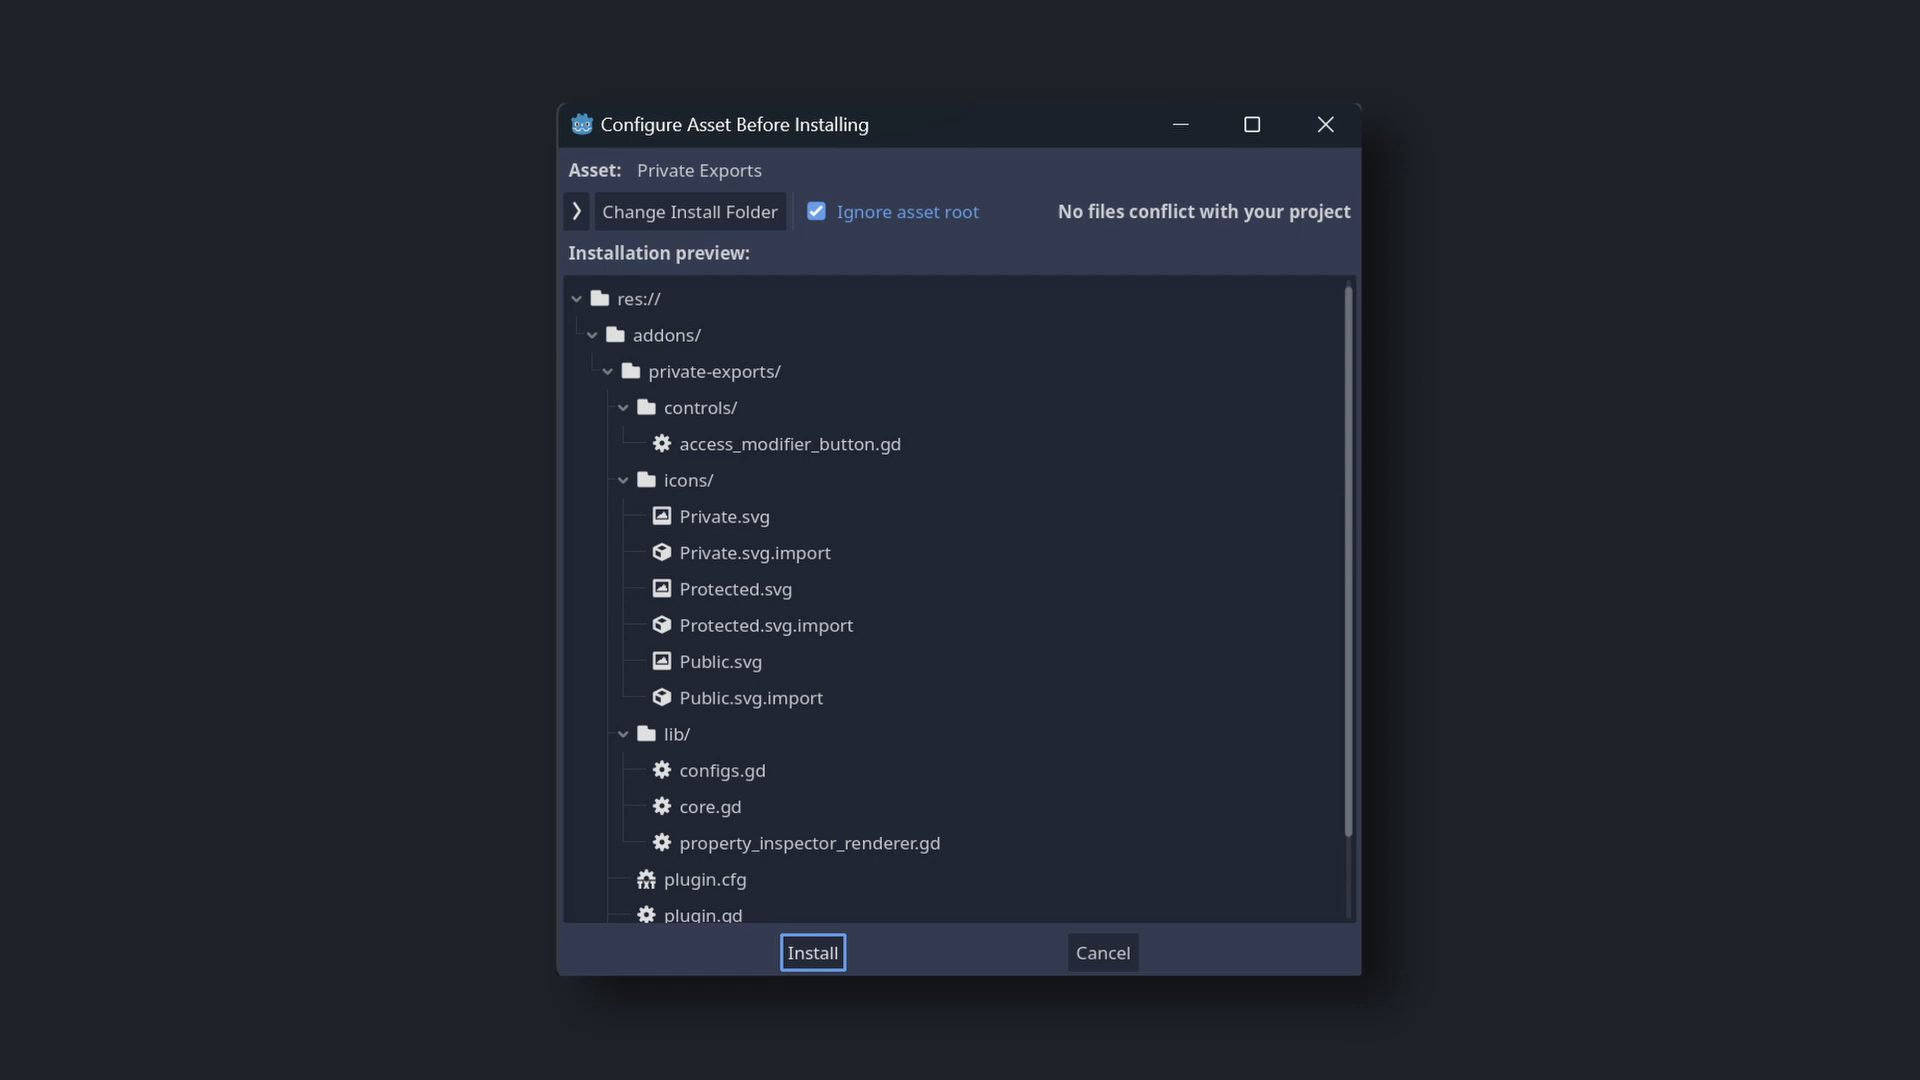 Configure Asset Before Installing
Asset: Private Exports
Change Install Folder Ignore asset root No files conflict with your project
Installation preview:
res://
addons/
private-exports/
controls/
access_modifier_button.gd
icons/
Private.svg
Private.svg.import
Protected.svg
Protected.svg.import
Public.svg
Public.svg.import
lib/
configs.gd
core.gd
property_inspector_renderer.gd
plugin.cfg
plugin.gd
Install Cancel